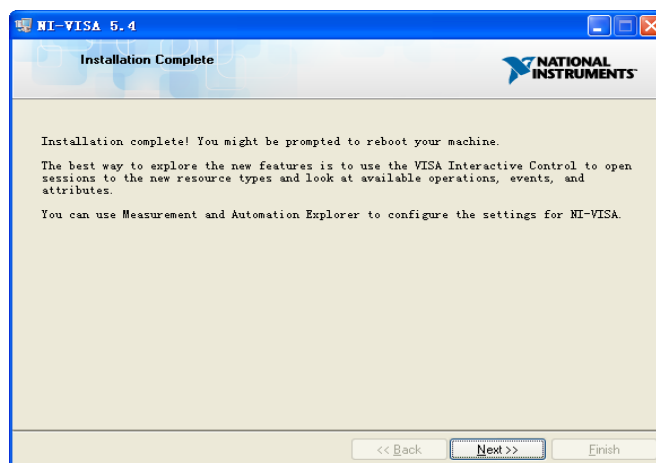 NI-VISA 5.4
Installation Complete
NATIONAL
INSTRUMENTS™
Installation complete! You might be prompted to reboot your machine.
The best way to explore the new features is to use the VISA Interactive Control to open
sessions to the new resource types and look at available operations, events, and
attributes.
You can use Measurement and Automation Explorer to configure the settings for NI-VISA.
<< Back
Next >>
Finish